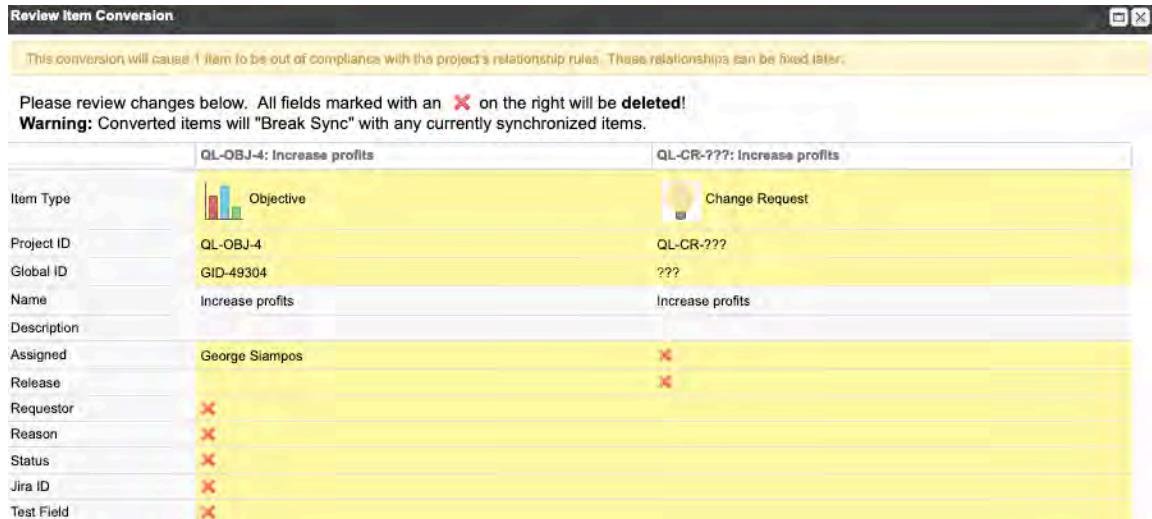 Review Item Conversion
This conversion will cause 1 item to be out of compliance with the project's relationship rules. These relationships can be fixed later.
Please review changes below. All fields marked with an on the right will be deleted!
Warning: Converted items will "Break Sync" with any currently synchronized items.
QL-OBJ-4: Increase profits QL-CR-???: Increase profits
Item Type Objective Change Request
Project ID QL-OBJ-4 QL-CR-???
Global ID GID-49304 ???
Name Increase profits Increase profits
Description
Assigned George Siampos
Release
Requestor
Reason
Status
Jira ID
Test Field